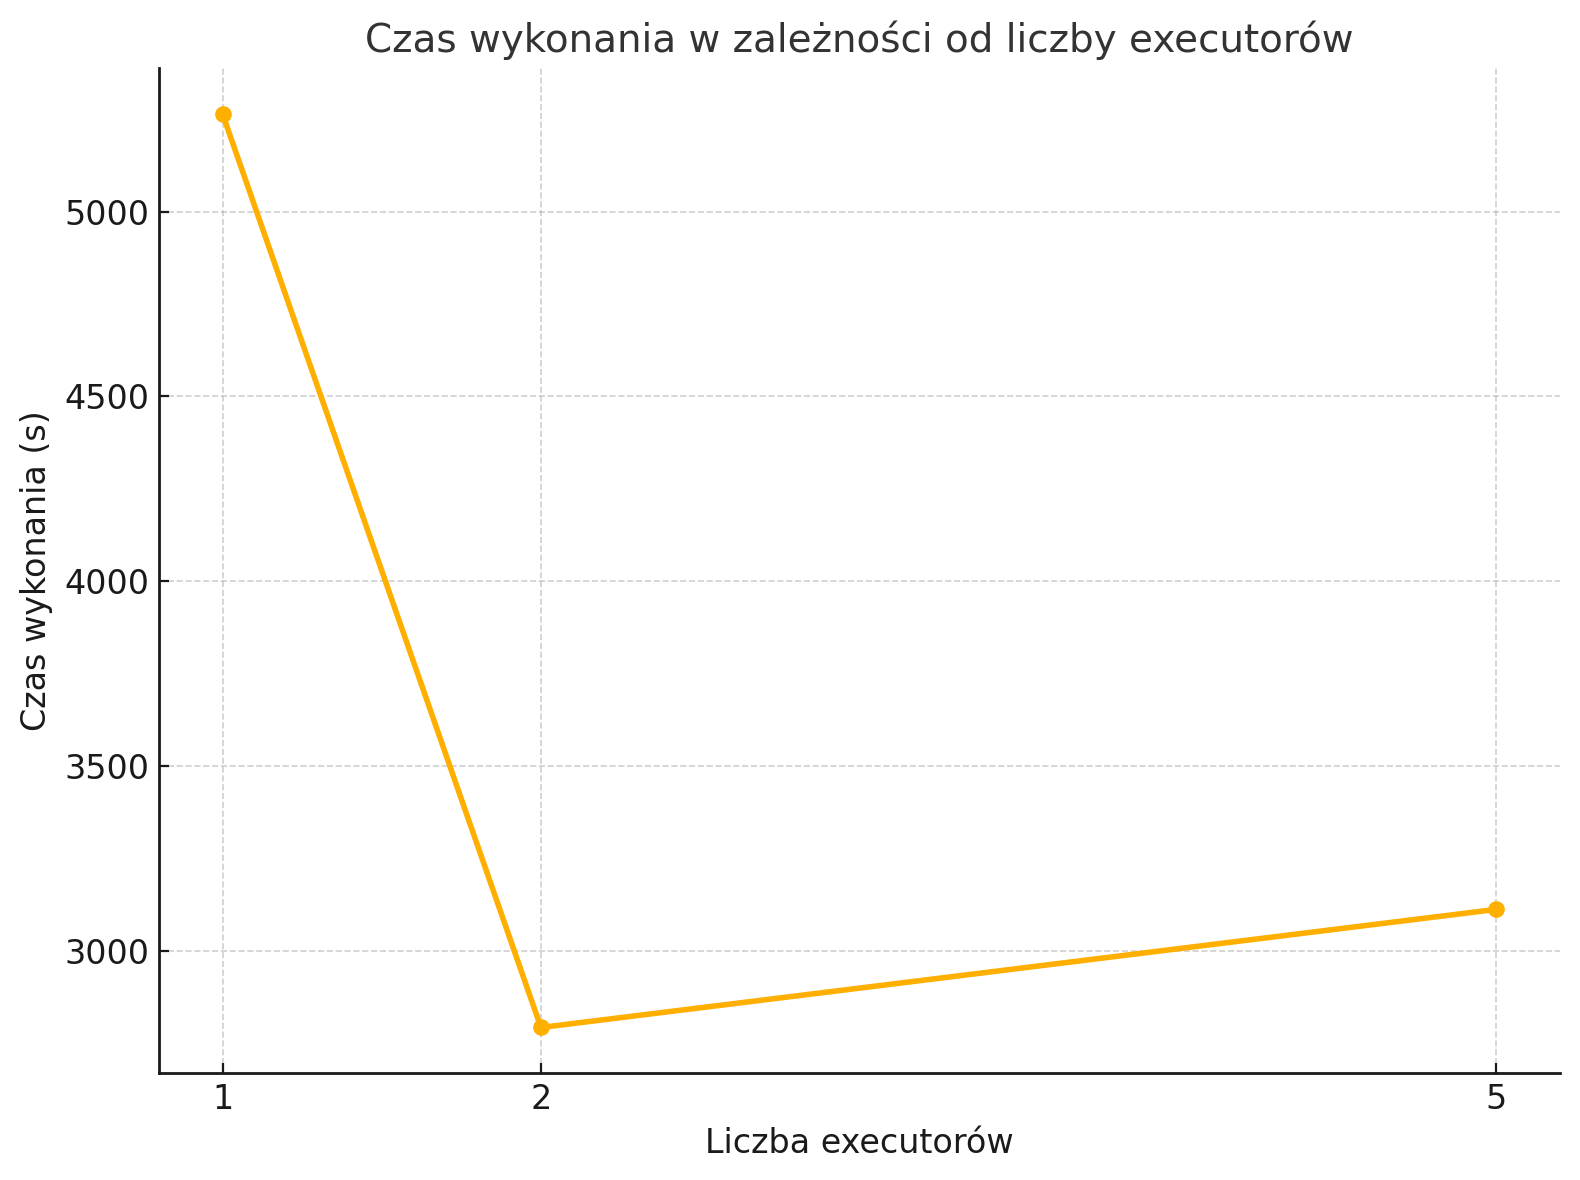 Czas wykonania w zależności od liczby executorów
Czas wykonania (s)
5000
4500
4000
3500
3000
1 2 5
Liczba executorów